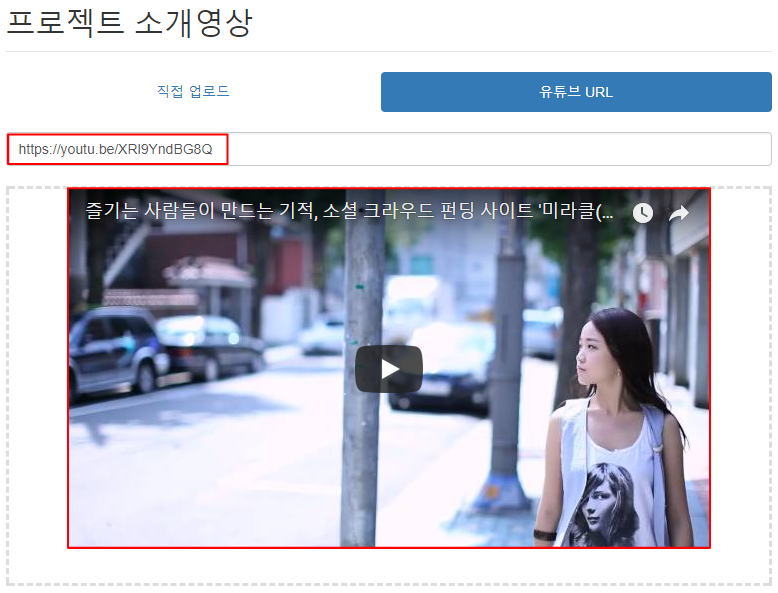 프로젝트 소개영상
직접 업로드
유튜브 URL
https://youtu.be/XRI9YndBG8Q
즐기는 사람들이 만드는 기적, 소셜 크라우드 펀딩 사이트 '미라클(...